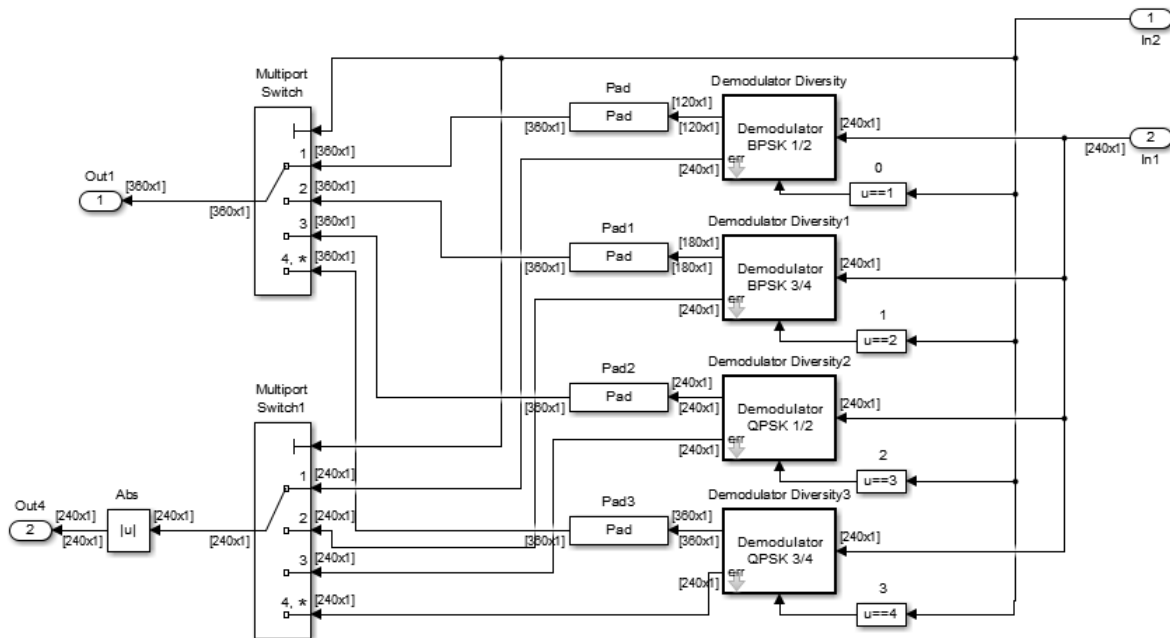 1
In2
Multiport
Switch
Pad
Demodulator Diversity
[120x1]
Pad
[360x1]
[120x1]
Demodulator
BPSK 1/2
[240x1]
2
[240x1]
In1
1
[360x1]
err
[240x1]
0
u==1
Out1
1
[360x1]
[360x1]
2
[360x1]
3
[360x1]
4, *
[360x1]
Pad1
Demodulator Diversity1
[180x1]
Pad
[360x1]
[180x1]
Demodulator
BPSK 3/4
[240x1]
err
[240x1]
1
u==2
Pad2
Demodulator Diversity2
[240x1]
Pad
[360x1]
[240x1]
Demodulator
QPSK 1/2
[240x1]
err
[240x1]
2
u==3
Multiport
Switch1
1
[240x1]
2
[240x1]
3
[240x1]
4, *
[240x1]
Out4
2
[240x1]
[240x1]
Abs
|u|
[240x1]
[240x1]
Pad3
Demodulator Diversity3
[360x1]
Pad
[360x1]
[360x1]
Demodulator
QPSK 3/4
[240x1]
err
[240x1]
3
u==4